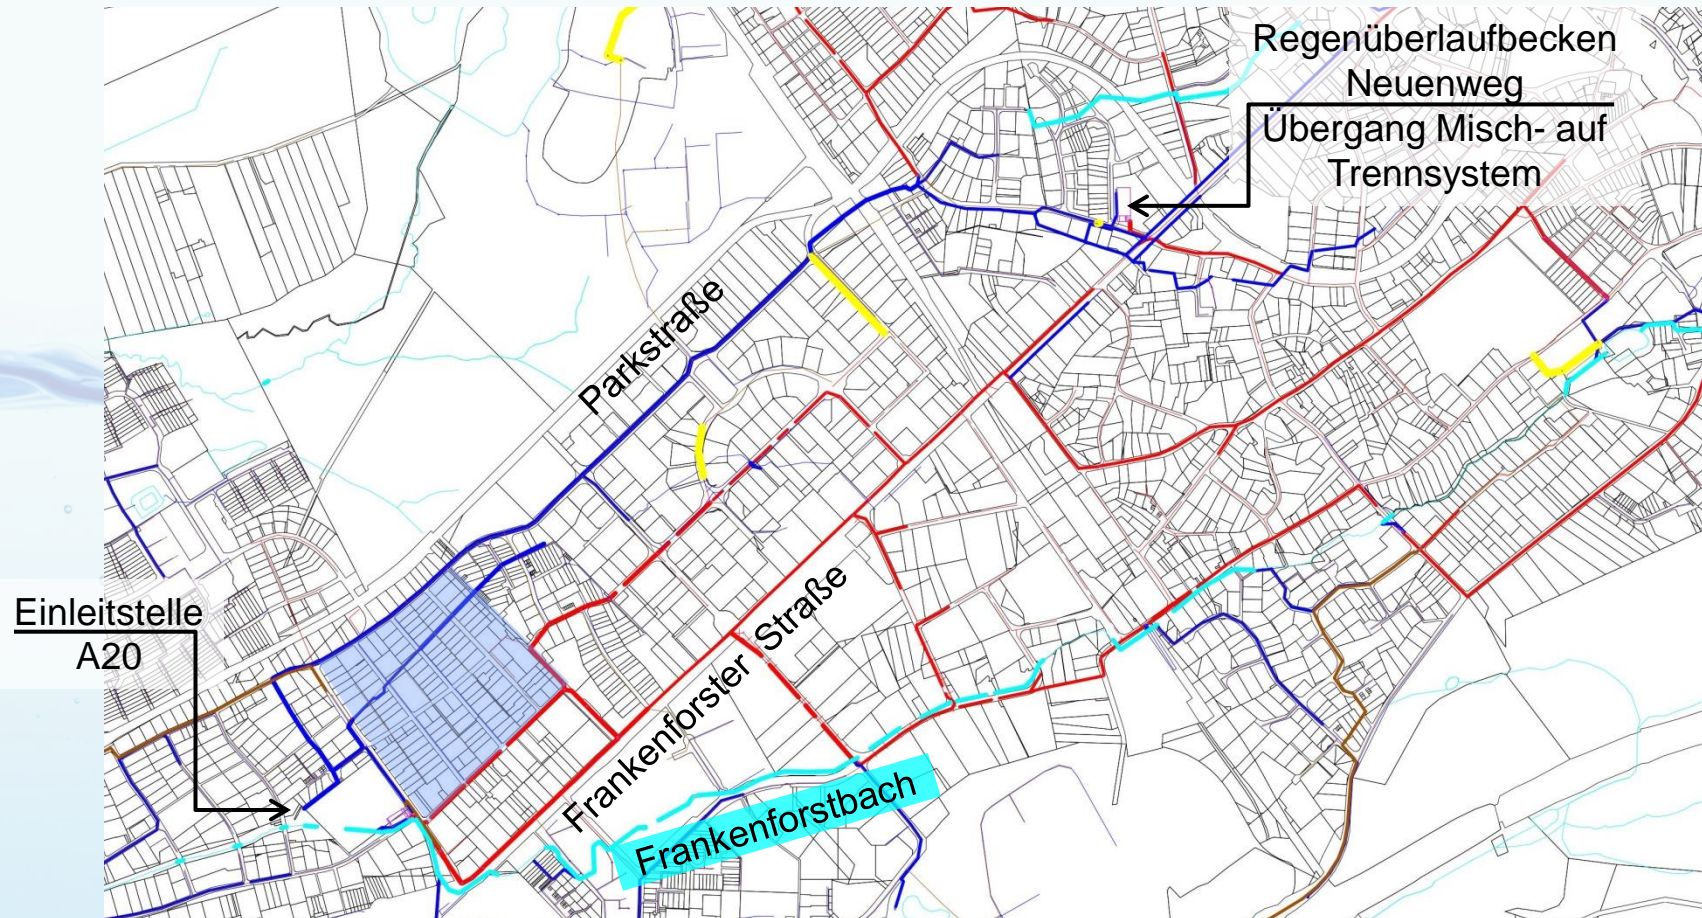 Regenüberlaufbecken
Neuenweg
Übergang Misch- auf
Trennsystem
Parkstraße
Einleitstelle
A20
Frankenforster Straße
Frankenforstbach